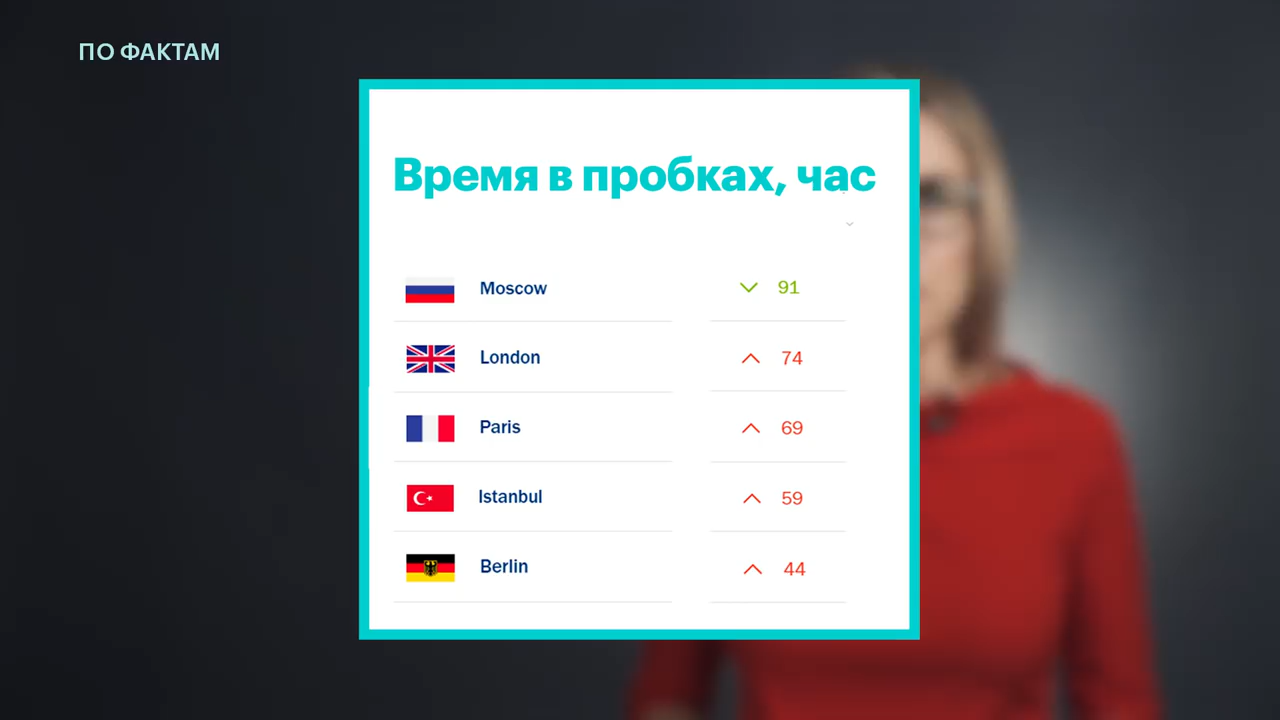 ПО ФАКТАМ
Время в пробках, час
Moscow 91
London 74
Paris 69
Istanbul 59
Berlin 44